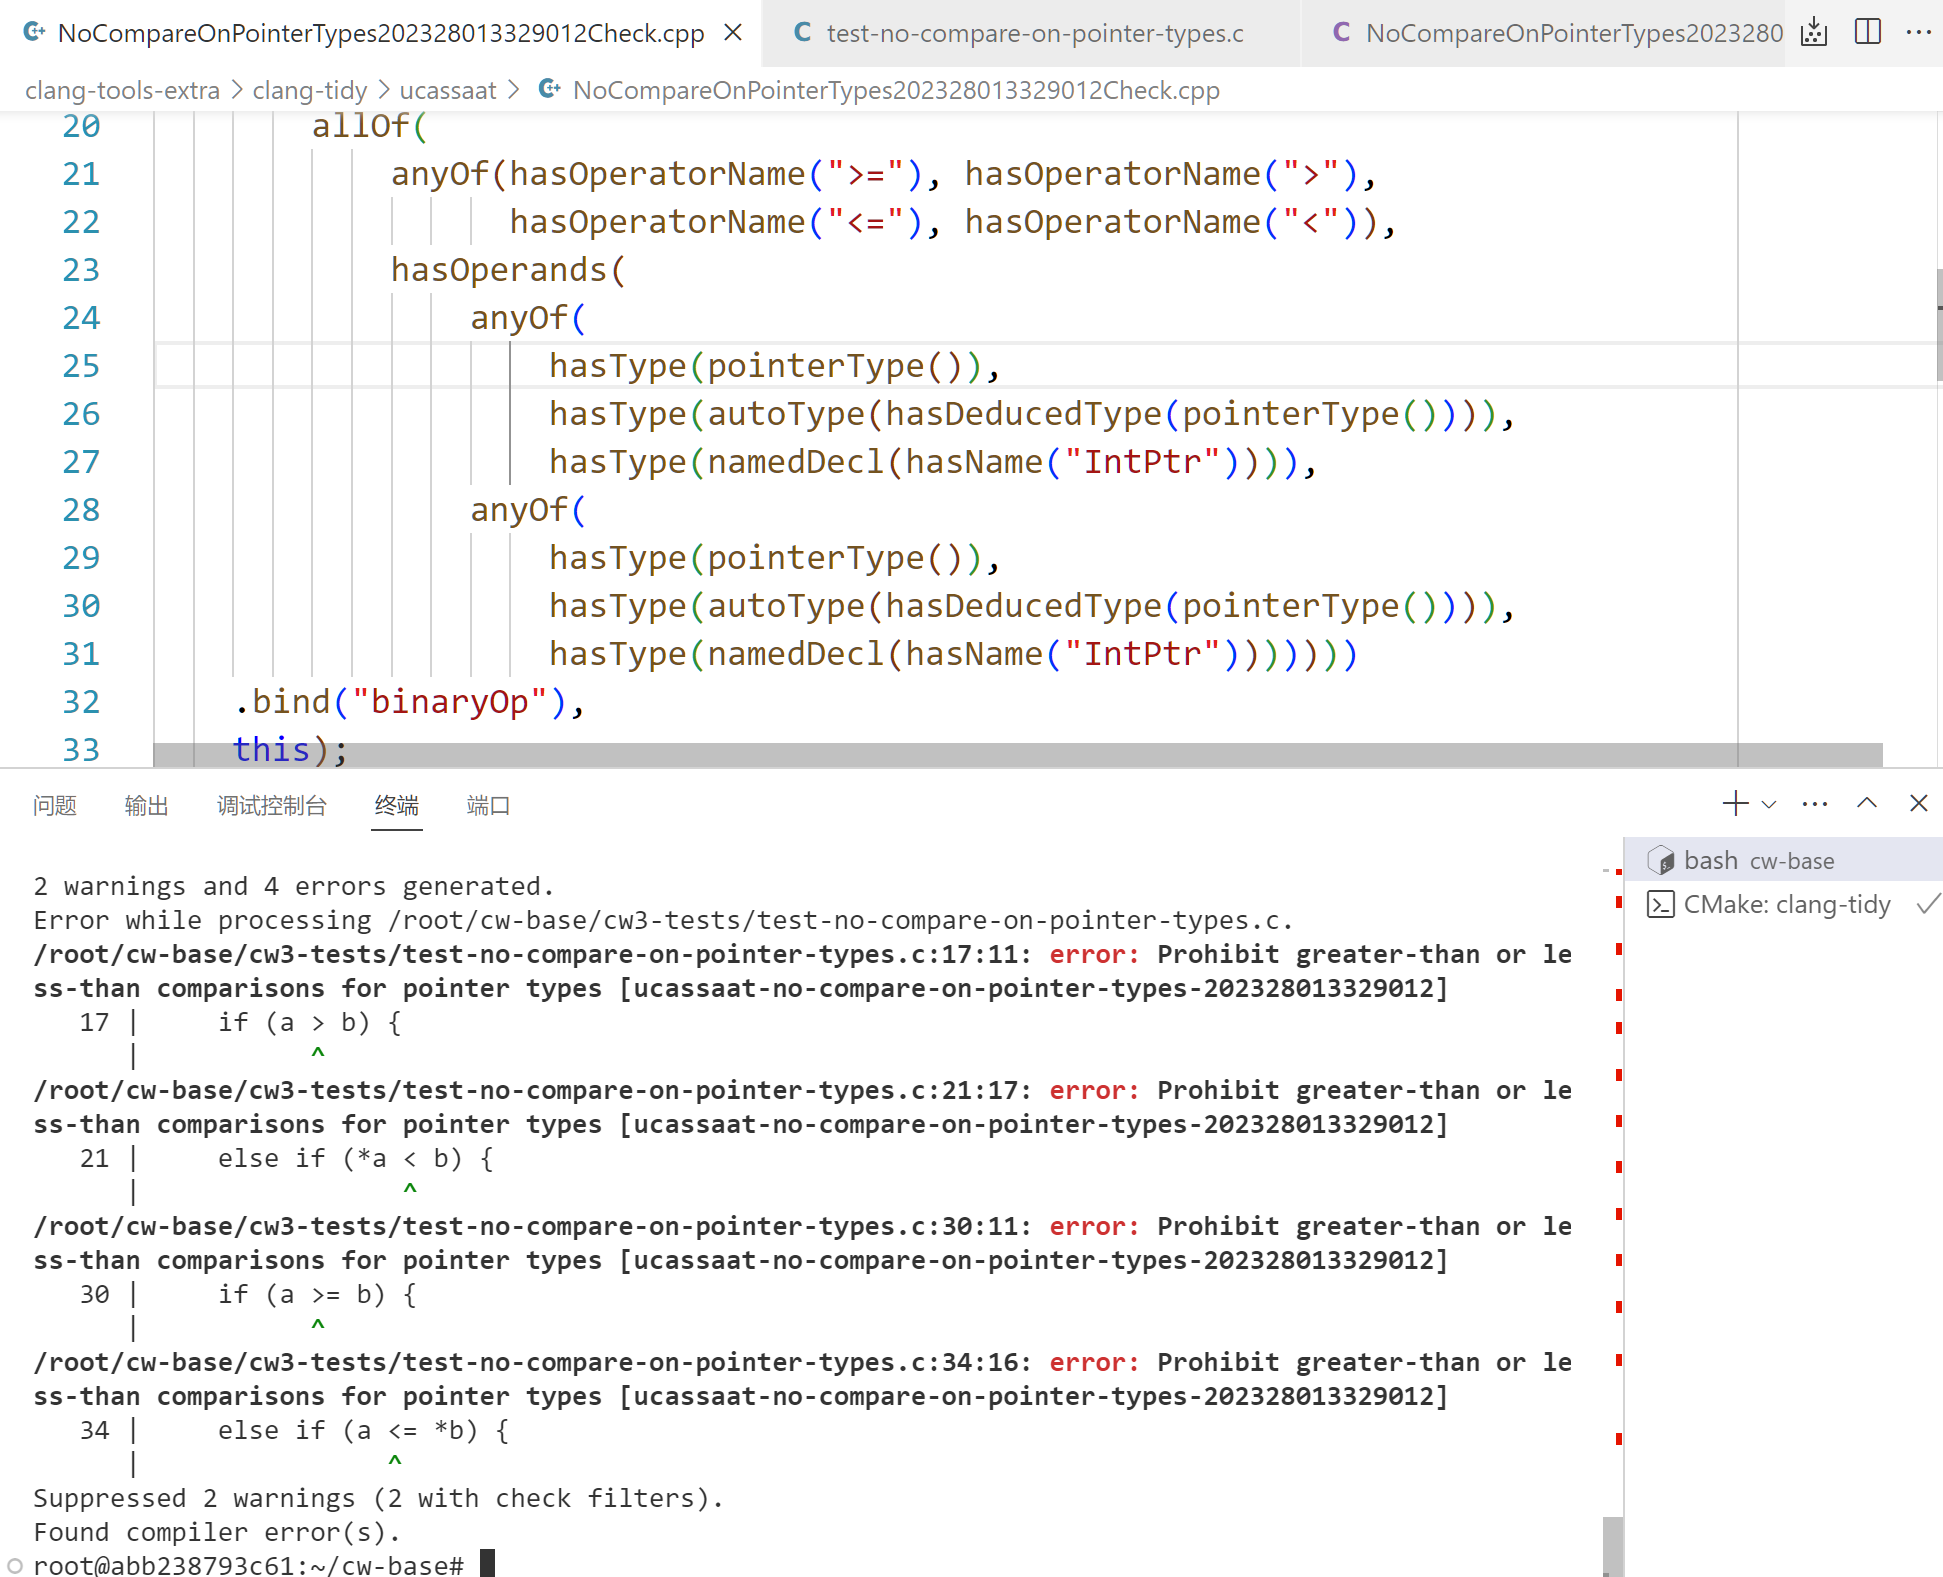 NoCompareOnPointerTypes202328013329012Check.cpp
test-no-compare-on-pointer-types.c
NoCompareOnPointerTypes2023280
clang-tools-extra > clang-tidy > ucassaat > NoCompareOnPointerTypes202328013329012Check.cpp
20 allOf(
21 anyOf(hasOperatorName(">="), hasOperatorName(">"),
22 hasOperatorName("<="), hasOperatorName("<")),
23 hasOperands(
24 anyOf(
25 hasType(pointerType()),
26 hasType(autoType(hasDeducedType(pointerType()))),
27 hasType(namedDecl(hasName("IntPtr")))),
28 anyOf(
29 hasType(pointerType()),
30 hasType(autoType(hasDeducedType(pointerType()))),
31 hasType(namedDecl(hasName("IntPtr")))))))
32 .bind("binaryOp"),
33 this);
问题 输出 调试控制台 终端 端口
bash cw-base
CMake: clang-tidy
2 warnings and 4 errors generated.
Error while processing /root/cw-base/cw3-tests/test-no-compare-on-pointer-types.c.
/root/cw-base/cw3-tests/test-no-compare-on-pointer-types.c:17:11: error: Prohibit greater-than or le
ss-than comparisons for pointer types [ucassaat-no-compare-on-pointer-types-202328013329012]
17 | if (a > b) {
| ^
/root/cw-base/cw3-tests/test-no-compare-on-pointer-types.c:21:17: error: Prohibit greater-than or le
ss-than comparisons for pointer types [ucassaat-no-compare-on-pointer-types-202328013329012]
21 | else if (*a < b) {
| ^
/root/cw-base/cw3-tests/test-no-compare-on-pointer-types.c:30:11: error: Prohibit greater-than or le
ss-than comparisons for pointer types [ucassaat-no-compare-on-pointer-types-202328013329012]
30 | if (a >= b) {
| ^
/root/cw-base/cw3-tests/test-no-compare-on-pointer-types.c:34:16: error: Prohibit greater-than or le
ss-than comparisons for pointer types [ucassaat-no-compare-on-pointer-types-202328013329012]
34 | else if (a <= *b) {
| ^
Suppressed 2 warnings (2 with check filters).
Found compiler error(s).
root@abb238793c61:~/cw-base#